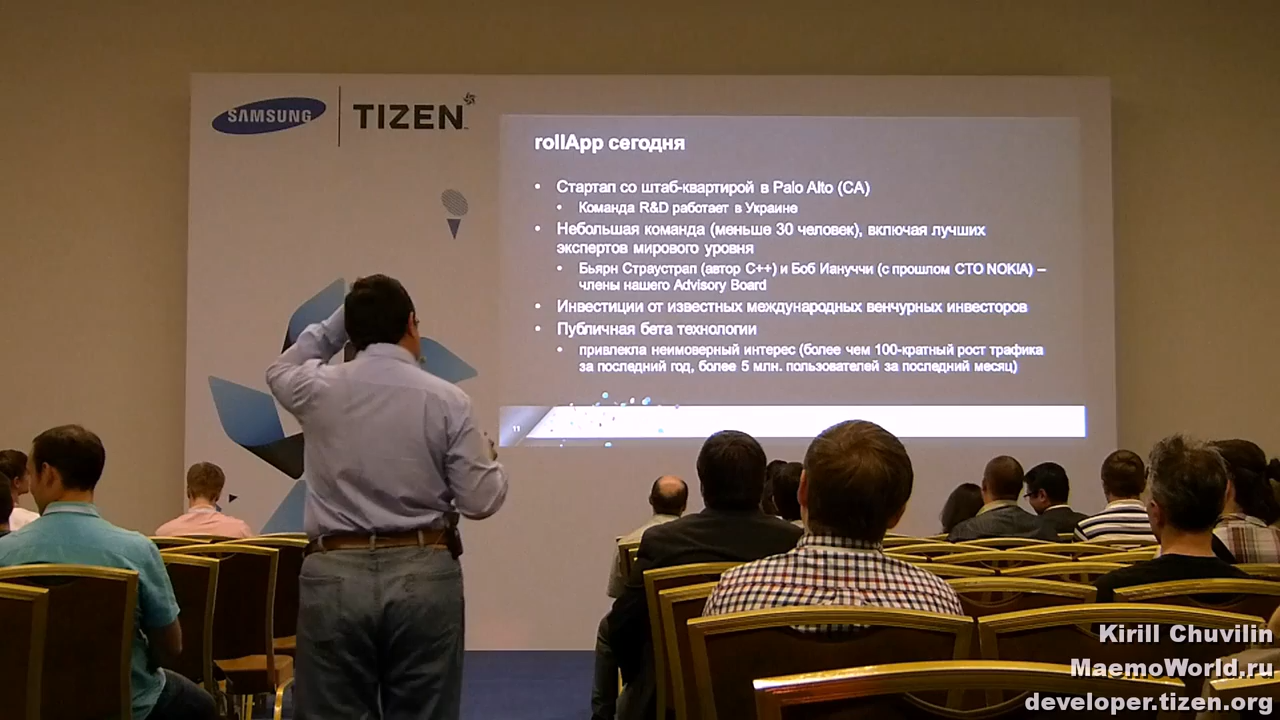 SAMSUNG
TIZEN
rollApp сегодня
• Стартап со штаб-квартирой в Palo Alto (CA)
• Команда R&D работает в Украине
• Небольшая команда (меньше 30 человек), включая лучших
экспертов мирового уровня
• Бьярн Страустрап (автор C++) и Боб Иануччи (с прошлом CTO NOKIA) –
члены нашего Advisory Board
• Инвестиции от известных международных венчурных инвесторов
• Публичная бета технологии
• привлекла неимоверный интерес (более чем 100-кратный рост трафика
за последний год, более 5 млн. пользователей за последний месяц)
11
Kirill Chuvilin
MaemoWorld.ru
developer.tizen.org